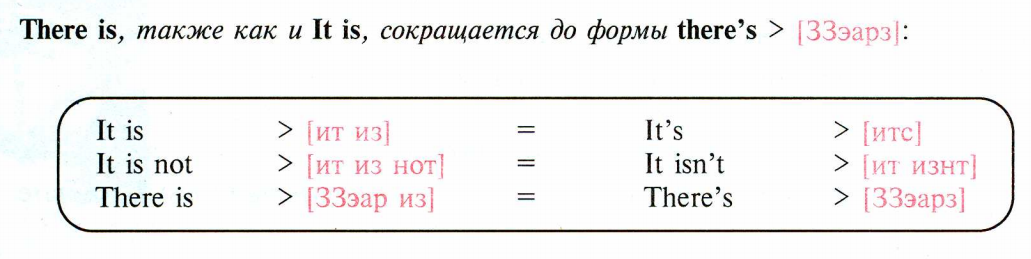 There is, также как и It is, сокращается до формы there's > [ЗЗэарз]:
It is > [ит из] = It's > [итс]
It is not > [ит из нот] = It isn't > [ит изнт]
There is > [ЗЗэар из] = There's > [ЗЗэарз]